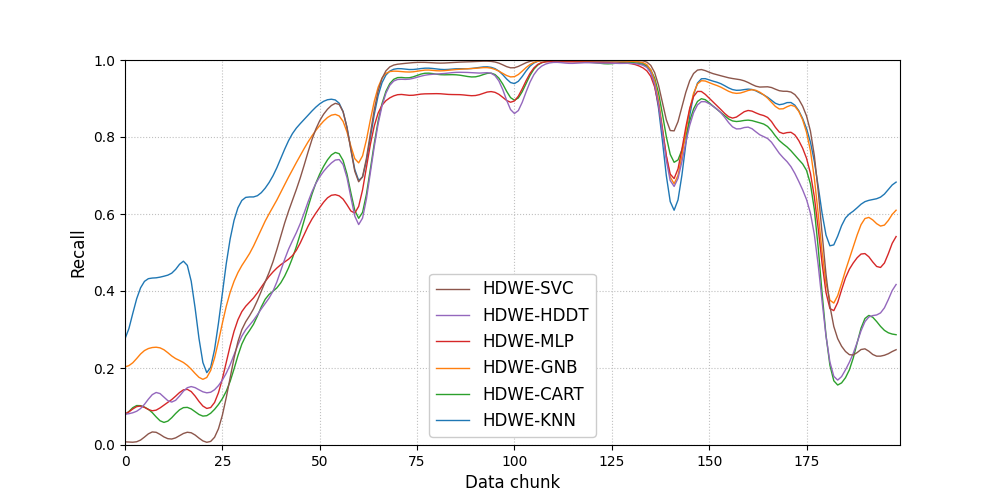 1.0
0.8
0.6
0.4
0.2
0.0
Recall
HDWE-SVC
HDWE-HDDT
HDWE-MLP
HDWE-GNB
HDWE-CART
HDWE-KNN
0 25 50 75 100 125 150 175
Data chunk